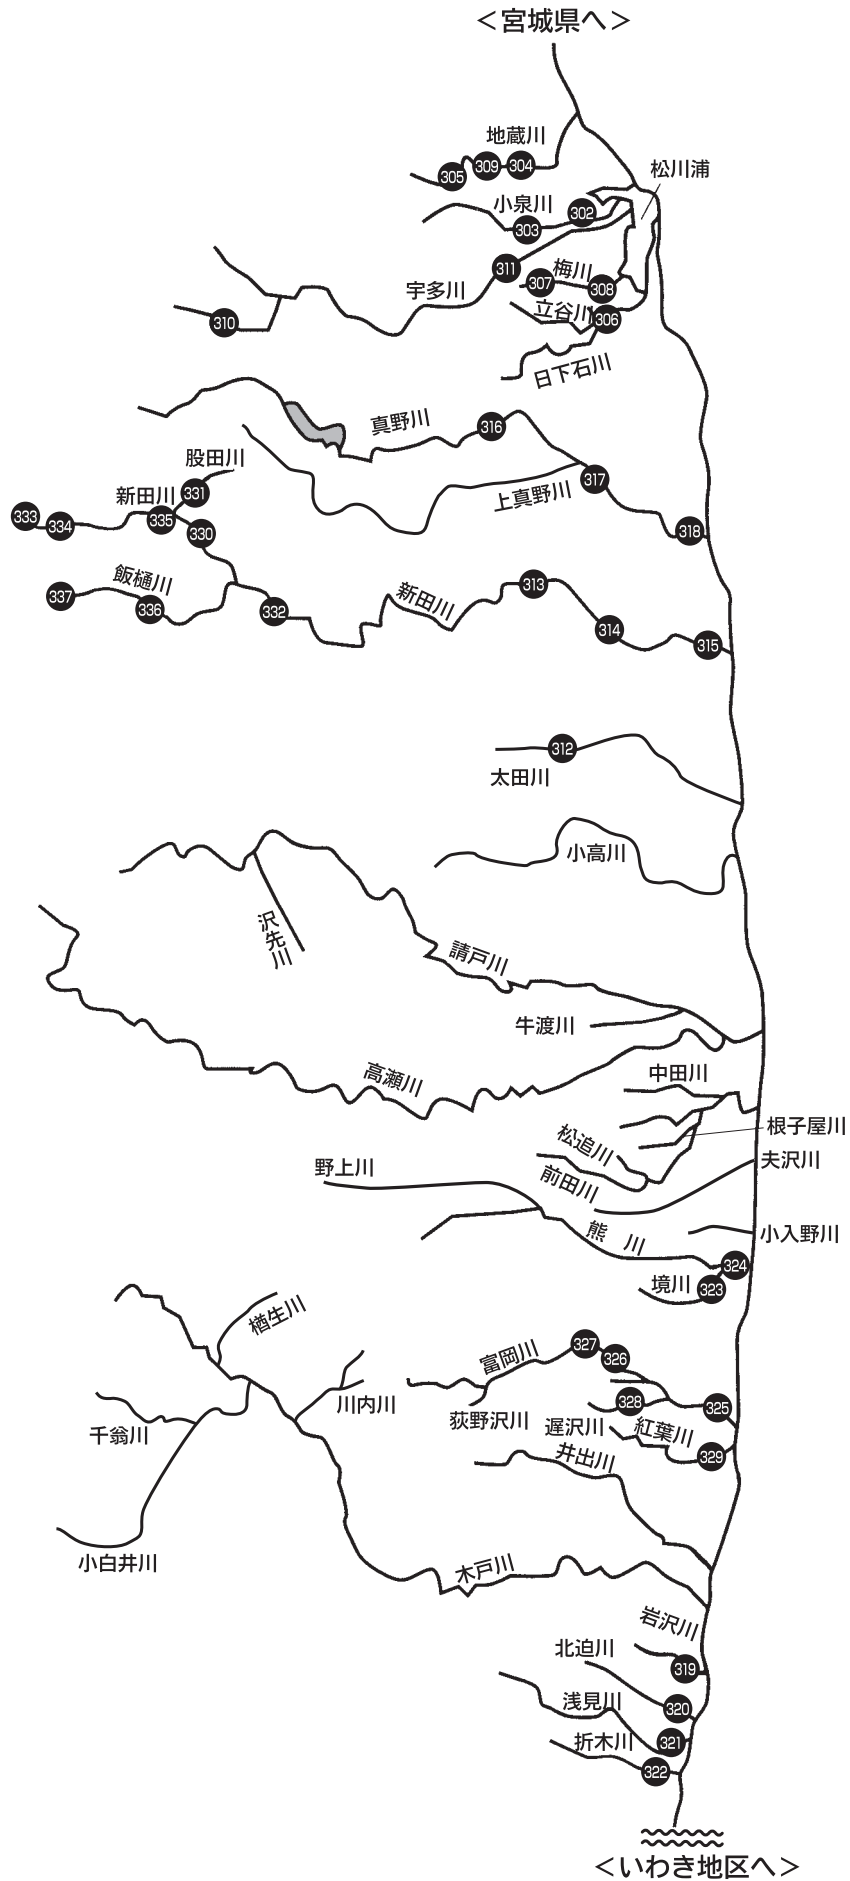 ＜宮城県へ＞
地蔵川
305
309
304
松川浦
小泉川
302
303
311
梅川
307
308
宇多川
立谷川
306
310
日下石川
真野川
316
股田川
新田川
331
上真野川
317
333
334
335
330
318
飯樋川
337
336
332
新田川
313
314
315
312
太田川
小高川
沢先川
請戸川
牛渡川
高瀬川
中田川
根子屋川
松追川
夫沢川
野上川
前田川
小入野川
熊 川
324
境川
323
楢生川
327
富岡川
326
川内川
328
325
荻野沢川
遅沢川
紅葉川
千翁川
329
井出川
小白井川
木戸川
岩沢川
北迫川
319
浅見川
320
折木川
321
322
＜いわき地区へ＞